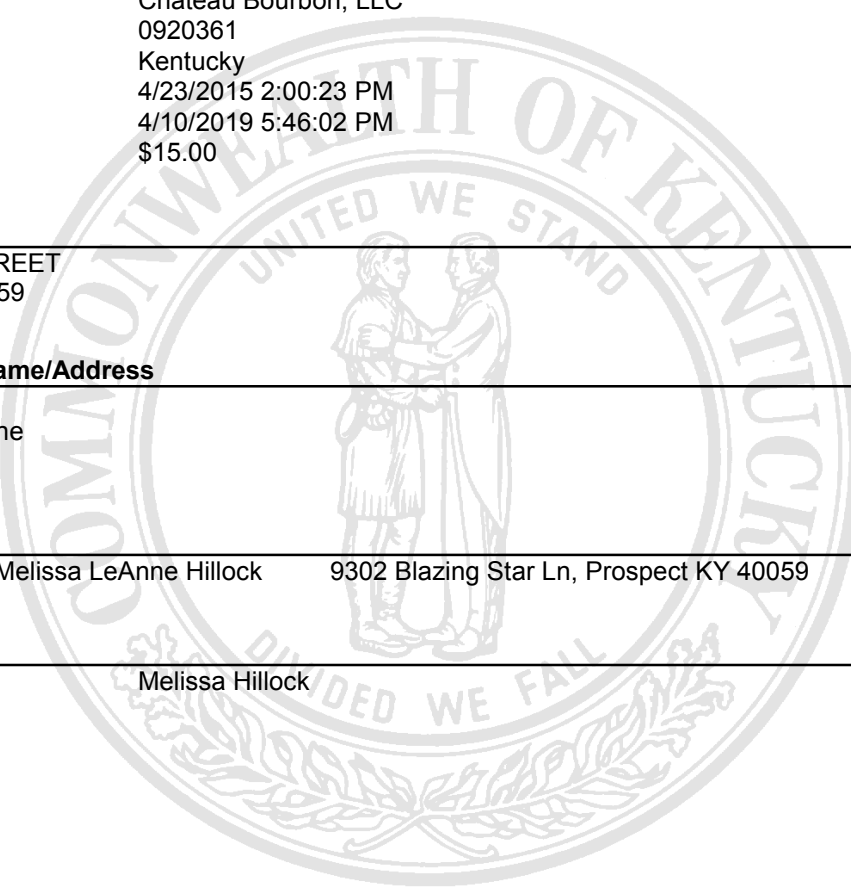 Chateau Bourbon, LLC
0920361
Kentucky
4/23/2015 2:00:23 PM
4/10/2019 5:46:02 PM
$15.00
COMMONWEALTH OF KENTUCKY
UNITED WE STAND
REET
59
ame/Address
ne
Melissa LeAnne Hillock 9302 Blazing Star Ln, Prospect KY 40059
DIVIDED WE FALL
Melissa Hillock